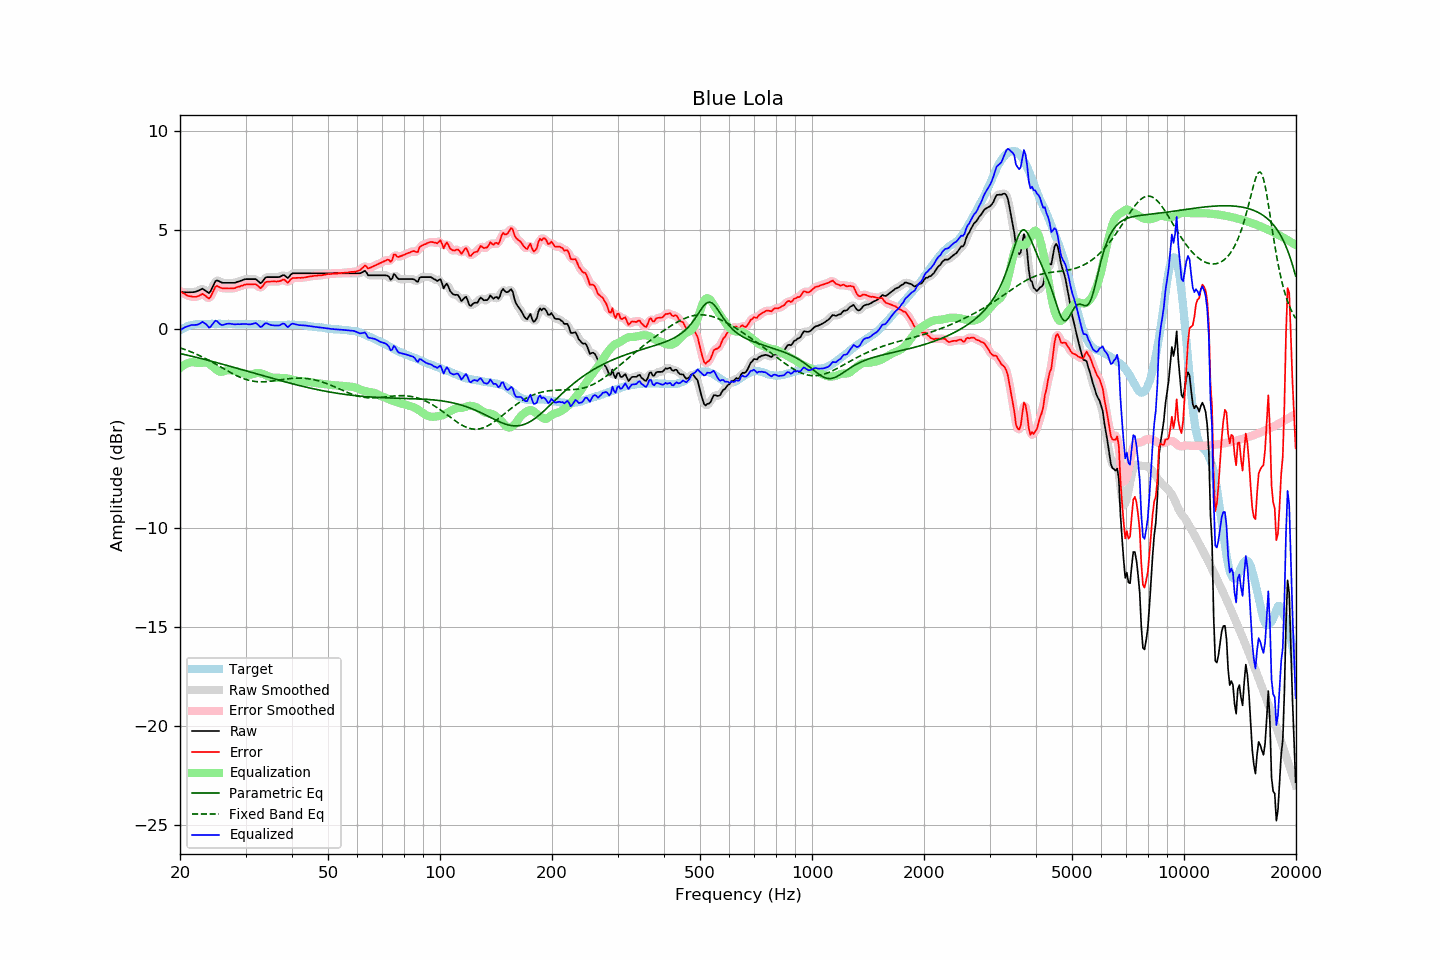 Blue Lola
10
5
0
−5
−10
−15
−20
−25
Amplitude (dBr)
Target
Raw Smoothed
Error Smoothed
Raw
Error
Equalization
Parametric Eq
Fixed Band Eq
Equalized
20
50
100
200
500
1000
2000
5000
10000
20000
Frequency (Hz)